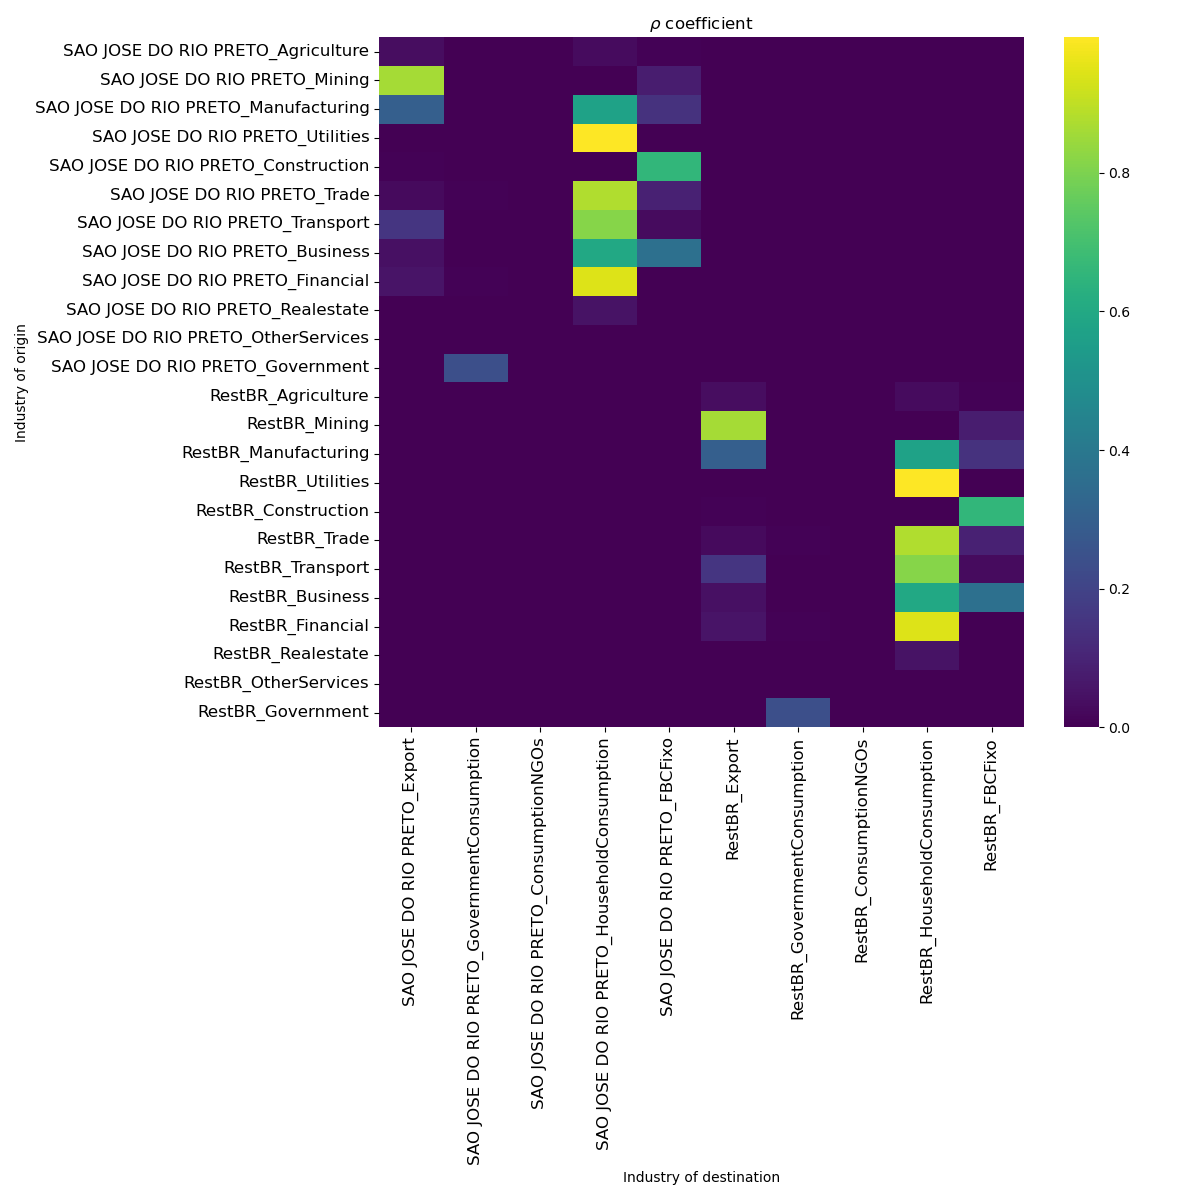 ρ coefficient
SAO JOSE DO RIO PRETO_Agriculture
SAO JOSE DO RIO PRETO_Mining
SAO JOSE DO RIO PRETO_Manufacturing
SAO JOSE DO RIO PRETO_Utilities
SAO JOSE DO RIO PRETO_Construction
SAO JOSE DO RIO PRETO_Trade
SAO JOSE DO RIO PRETO_Transport
SAO JOSE DO RIO PRETO_Business
SAO JOSE DO RIO PRETO_Financial
SAO JOSE DO RIO PRETO_Realestate
SAO JOSE DO RIO PRETO_OtherServices
SAO JOSE DO RIO PRETO_Government
RestBR_Agriculture
RestBR_Mining
RestBR_Manufacturing
RestBR_Utilities
RestBR_Construction
RestBR_Trade
RestBR_Transport
RestBR_Business
RestBR_Financial
RestBR_Realestate
RestBR_OtherServices
RestBR_Government
Industry of origin
SAO JOSE DO RIO PRETO_Export
SAO JOSE DO RIO PRETO_GovernmentConsumption
SAO JOSE DO RIO PRETO_ConsumptionNGOs
SAO JOSE DO RIO PRETO_HouseholdConsumption
SAO JOSE DO RIO PRETO_FBCFixo
RestBR_Export
RestBR_GovernmentConsumption
RestBR_ConsumptionNGOs
RestBR_HouseholdConsumption
RestBR_FBCFixo
Industry of destination
0.8
0.6
0.4
0.2
0.0